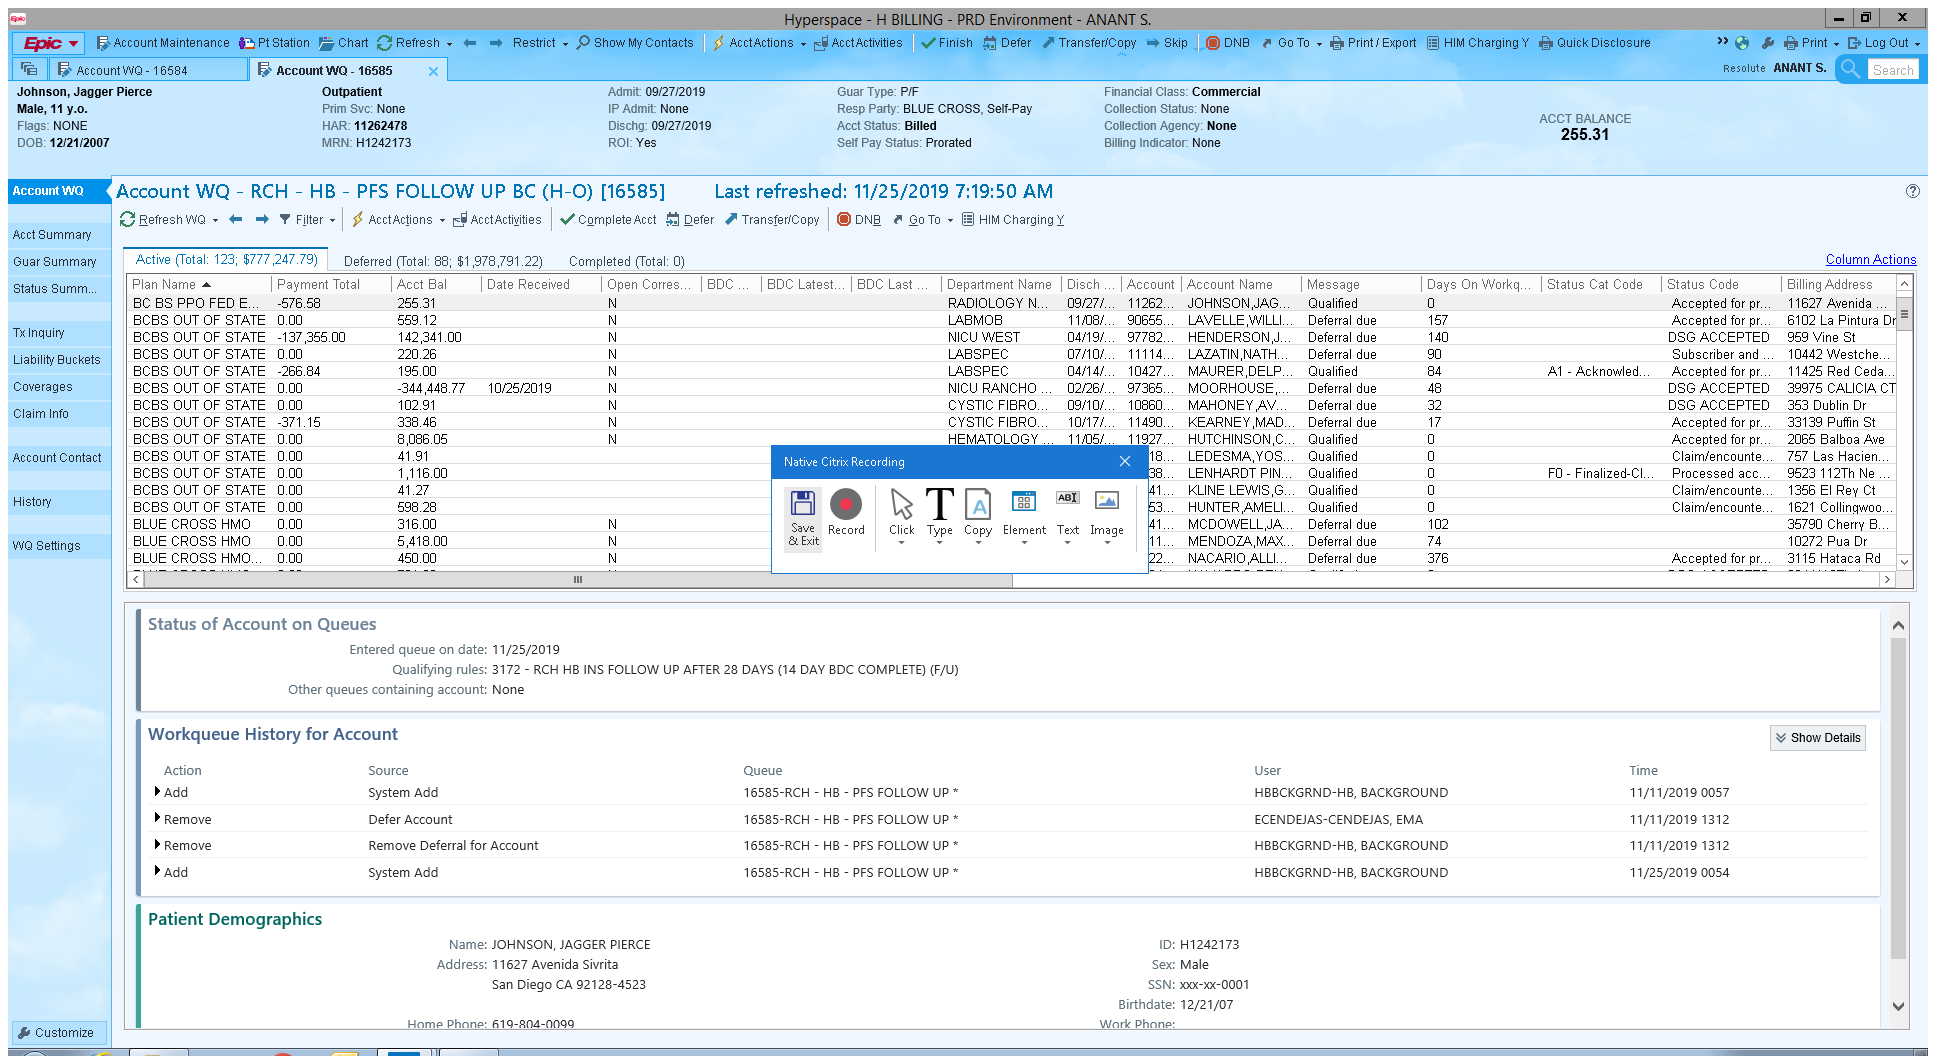 Epic
Hyperspace - H BILLING - PRD Environment - ANANT S.
Epic Account Maintenance Pt Station Chart Refresh Restrict Show My Contacts AcctActions AcctActivities Finish Defer Transfer/Copy Skip DNB Go To Print / Export HIM Charging Y Quick Disclosure Print Log Out
Account WQ - 16584 Account WQ - 16585 Resolute ANANT S. Search
Johnson, Jagger Pierce Outpatient Admit: 09/27/2019 Guar Type: P/F Financial Class: Commercial
Male, 11 y.o. Prim Svc: None IP Admit: None Resp Party: BLUE CROSS, Self-Pay Collection Status: None
Flags: NONE HAR: 11262478 Dischg: 09/27/2019 Acct Status: Billed Collection Agency: None
DOB: 12/21/2007 MRN: H1242173 ROI: Yes Self Pay Status: Prorated Billing Indicator: None
ACCT BALANCE
255.31
Account WQ
Acct Summary
Guar Summary
Status Summ...
Tx Inquiry
Liability Buckets
Coverages
Claim Info
Account Contact
History
WQ Settings
Customize
Account WQ - RCH - HB - PFS FOLLOW UP BC (H-O) [16585] Last refreshed: 11/25/2019 7:19:50 AM
Refresh WQ Filter AcctActions AcctActivities Complete Acct Defer Transfer/Copy DNB Go To HIM Charging Y
Active (Total: 123; $777,247.79) Deferred (Total: 88; $1,978,791.22) Completed (Total: 0) Column Actions
Plan Name Payment Total Acct Bal Date Received Open Corres... BDC ... BDC Latest... BDC Last ... Department Name Disch ... Account Account Name Message Days On Workq... Status Cat Code Status Code Billing Address
BC BS PPO FED E... -576.58 255.31 N RADIOLOGY N... 09/27/... 11262... JOHNSON,JAG... Qualified 0 Accepted for pr... 11627 Avenida ...
BCBS OUT OF STATE 0.00 559.12 N LABMOB 11/08/... 90655... LAVELLE,WILLI... Deferral due 157 Accepted for pr... 6102 La Pintura Dr
BCBS OUT OF STATE -137,355.00 142,341.00 N NICU WEST 04/19/... 97782... HENDERSON,J... Deferral due 140 DSG ACCEPTED 959 Vine St
BCBS OUT OF STATE 0.00 220.26 N LABSPEC 07/10/... 11114... LAZATIN,NATH... Deferral due 90 Subscriber and ... 10442 Westche...
BCBS OUT OF STATE -266.84 195.00 N LABSPEC 04/14/... 10427... MAURER,DELP... Qualified 84 A1 - Acknowled... Accepted for pr... 11425 Red Ceda...
BCBS OUT OF STATE 0.00 -344,448.77 10/25/2019 N NICU RANCHO ... 02/26/... 97365... MOORHOUSE,... Deferral due 48 DSG ACCEPTED 39975 CALICIA CT
BCBS OUT OF STATE 0.00 102.91 N CYSTIC FIBRO... 09/10/... 10860... MAHONEY,AV... Deferral due 32 DSG ACCEPTED 353 Dublin Dr
BCBS OUT OF STATE -371.15 338.46 N CYSTIC FIBRO... 10/17/... 11490... KEARNEY,MAD... Deferral due 17 Accepted for pr... 33139 Puffin St
BCBS OUT OF STATE 0.00 8,086.05 N HEMATOLOGY ... 11/05/... 11927... HUTCHINSON,C... Qualified 0 Accepted for pr... 2065 Balboa Ave
BCBS OUT OF STATE 0.00 41.91 18... LEDESMA,YOS... Qualified 0 Claim/encounte... 757 Las Hacien...
BCBS OUT OF STATE 0.00 1,116.00 38... LENHARDT PIN... Qualified 0 F0 - Finalized-Cl... Processed acc... 9523 112Th Ne ...
BCBS OUT OF STATE 0.00 41.27 41... KLINE LEWIS,G... Qualified 0 Claim/encounte... 1356 El Rey Ct
BCBS OUT OF STATE 0.00 598.28 53... HUNTER,AMELI... Qualified 0 Claim/encounte... 1621 Collingwoo...
BLUE CROSS HMO 0.00 316.00 N 41... MCDOWELL,JA... Deferral due 102 35790 Cherry B...
BLUE CROSS HMO 0.00 5,418.00 N 11... MENDOZA,MAX... Deferral due 74 10272 Pua Dr
BLUE CROSS HMO... 0.00 450.00 N 22... NACARIO,ALLI... Deferral due 376 Accepted for pr... 3115 Hataca Rd
Native Citrix Recording
Save & Exit Record Click Type Copy Element Text Image
Status of Account on Queues
Entered queue on date: 11/25/2019
Qualifying rules: 3172 - RCH HB INS FOLLOW UP AFTER 28 DAYS (14 DAY BDC COMPLETE) (F/U)
Other queues containing account: None
Workqueue History for Account Show Details
Action Source Queue User Time
Add System Add 16585-RCH - HB - PFS FOLLOW UP * HBBCKGRND-HB, BACKGROUND 11/11/2019 0057
Remove Defer Account 16585-RCH - HB - PFS FOLLOW UP * ECENDEJAS-CENDEJAS, EMA 11/11/2019 1312
Remove Remove Deferral for Account 16585-RCH - HB - PFS FOLLOW UP * HBBCKGRND-HB, BACKGROUND 11/11/2019 1312
Add System Add 16585-RCH - HB - PFS FOLLOW UP * HBBCKGRND-HB, BACKGROUND 11/25/2019 0054
Patient Demographics
Name: JOHNSON, JAGGER PIERCE ID: H1242173
Address: 11627 Avenida Sivrita Sex: Male
San Diego CA 92128-4523 SSN: xxx-xx-0001
Birthdate: 12/21/07
Home Phone: 619-804-0099 Work Phone: